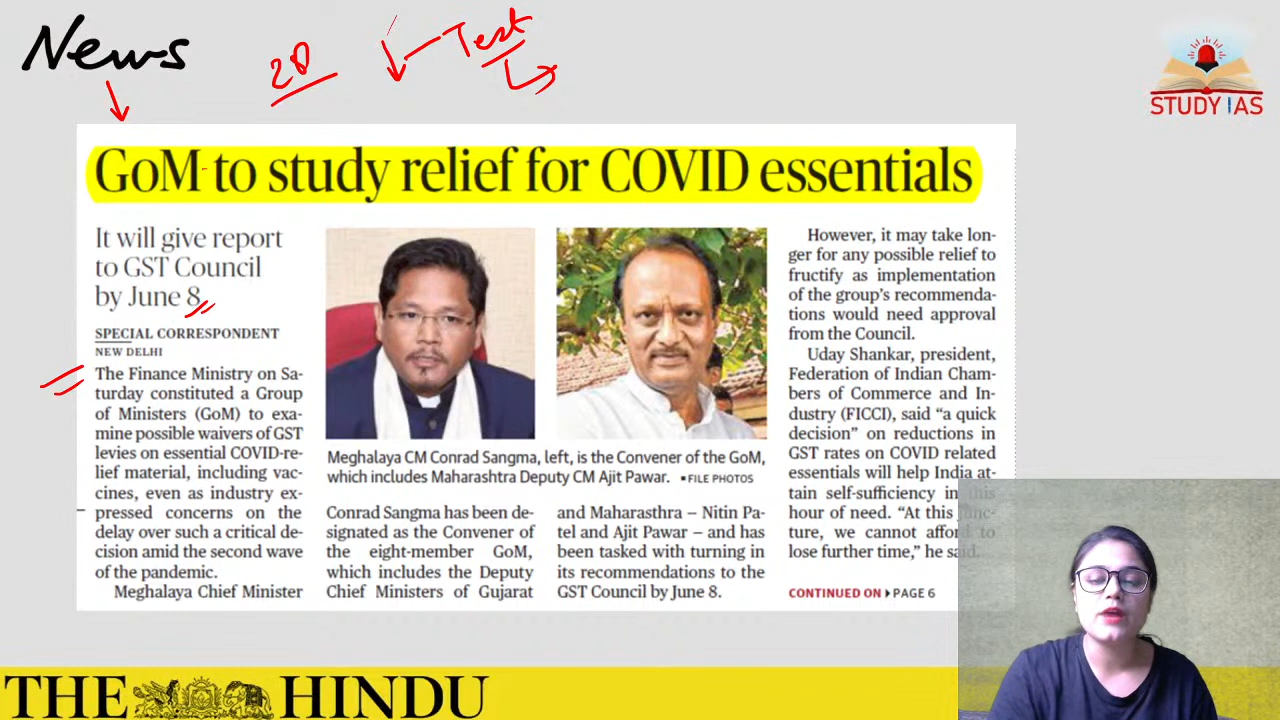 News
28
Test
STUDY IAS
GoM to study relief for COVID essentials
It will give report
to GST Council
by June 8
SPECIAL CORRESPONDENT
NEW DELHI
The Finance Ministry on Sa-
turday constituted a Group
of Ministers (GoM) to exa-
mine possible waivers of GST
levies on essential COVID-re-
lief material, including vac-
cines, even as industry ex-
pressed concerns on the
delay over such a critical de-
cision amid the second wave
of the pandemic.
Meghalaya Chief Minister
Meghalaya CM Conrad Sangma, left, is the Convener of the GoM,
which includes Maharashtra Deputy CM Ajit Pawar. ▪FILE PHOTOS
Conrad Sangma has been de-
signated as the Convener of
the eight-member GoM,
which includes the Deputy
Chief Ministers of Gujarat
and Maharasthra – Nitin Pa-
tel and Ajit Pawar – and has
been tasked with turning in
its recommendations to the
GST Council by June 8.
However, it may take lon-
ger for any possible relief to
fructify as implementation
of the group's recommenda-
tions would need approval
from the Council.
Uday Shankar, president,
Federation of Indian Cham-
bers of Commerce and In-
dustry (FICCI), said “a quick
decision” on reductions in
GST rates on COVID related
essentials will help India at-
tain self-sufficiency in this
hour of need. “At this junc-
ture, we cannot afford to
lose further time,” he said.
CONTINUED ON ▸ PAGE 6
THE HINDU